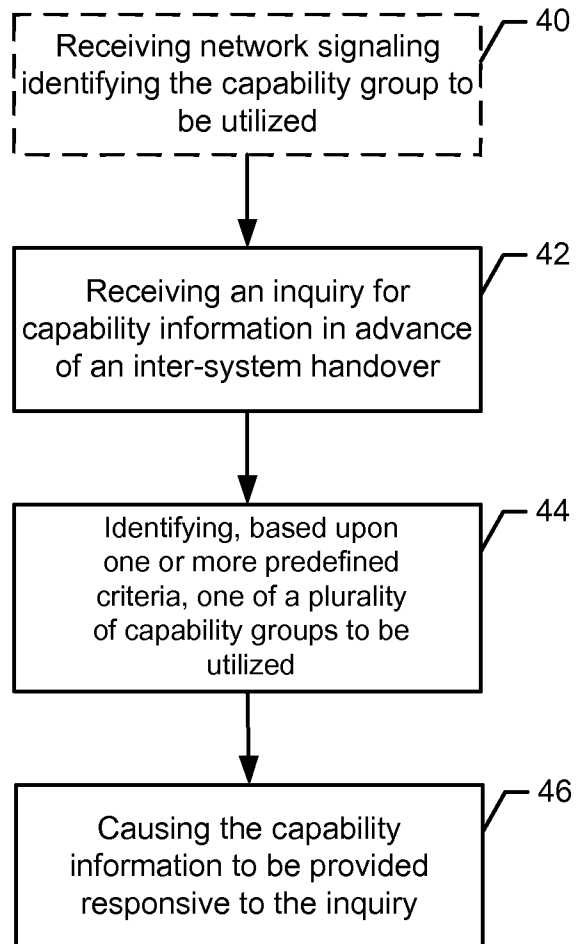 Receiving network signaling
identifying the capability group to
be utilized
40
Receiving an inquiry for
capability information in advance
of an inter-system handover
42
Identifying, based upon
one or more predefined
criteria, one of a plurality
of capability groups to be
utilized
44
Causing the capability
information to be provided
responsive to the inquiry
46